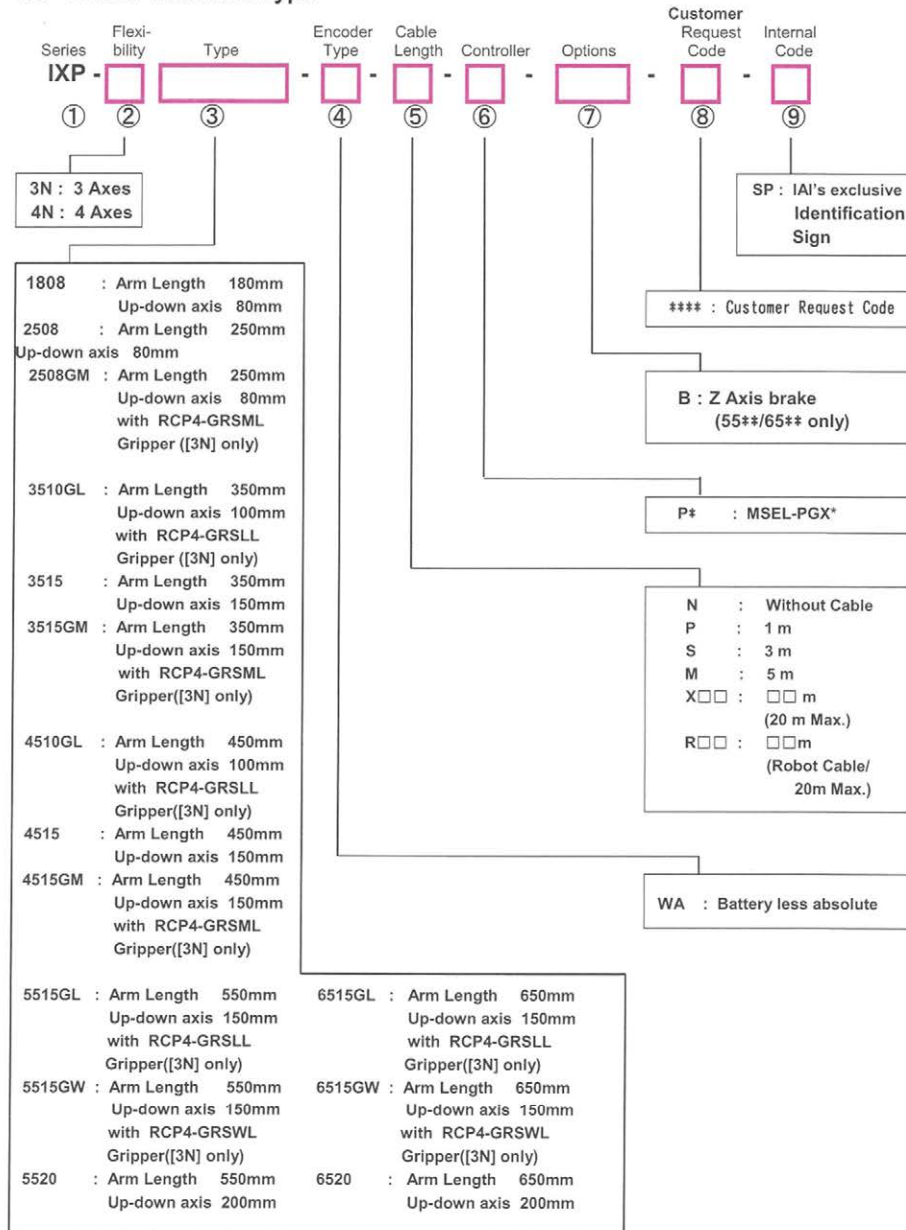 Series Flexi-bility Type Encoder Type Cable Length Controller Options Customer Request Code Internal Code
IXP - - - - - - -
① ② ③ ④ ⑤ ⑥ ⑦ ⑧ ⑨
3N : 3 Axes
4N : 4 Axes
SP : IAI's exclusive
Identification
Sign
1808 : Arm Length 180mm
Up-down axis 80mm
2508 : Arm Length 250mm
Up-down axis 80mm
2508GM : Arm Length 250mm
Up-down axis 80mm
with RCP4-GRSML
Gripper ([3N] only)
3510GL : Arm Length 350mm
Up-down axis 100mm
with RCP4-GRSLL
Gripper ([3N] only)
3515 : Arm Length 350mm
Up-down axis 150mm
3515GM : Arm Length 350mm
Up-down axis 150mm
with RCP4-GRSML
Gripper([3N] only)
4510GL : Arm Length 450mm
Up-down axis 100mm
with RCP4-GRSLL
Gripper([3N] only)
4515 : Arm Length 450mm
Up-down axis 150mm
4515GM : Arm Length 450mm
Up-down axis 150mm
with RCP4-GRSML
Gripper([3N] only)
5515GL : Arm Length 550mm
Up-down axis 150mm
with RCP4-GRSLL
Gripper([3N] only)
5515GW : Arm Length 550mm
Up-down axis 150mm
with RCP4-GRSWL
Gripper([3N] only)
5520 : Arm Length 550mm
Up-down axis 200mm
6515GL : Arm Length 650mm
Up-down axis 150mm
with RCP4-GRSLL
Gripper([3N] only)
6515GW : Arm Length 650mm
Up-down axis 150mm
with RCP4-GRSWL
Gripper([3N] only)
6520 : Arm Length 650mm
Up-down axis 200mm
**** : Customer Request Code
B : Z Axis brake
(55**/65** only)
P* : MSEL-PGX*
N : Without Cable
P : 1 m
S : 3 m
M : 5 m
X□□ : □□ m
(20 m Max.)
R□□ : □□m
(Robot Cable/
20m Max.)
WA : Battery less absolute